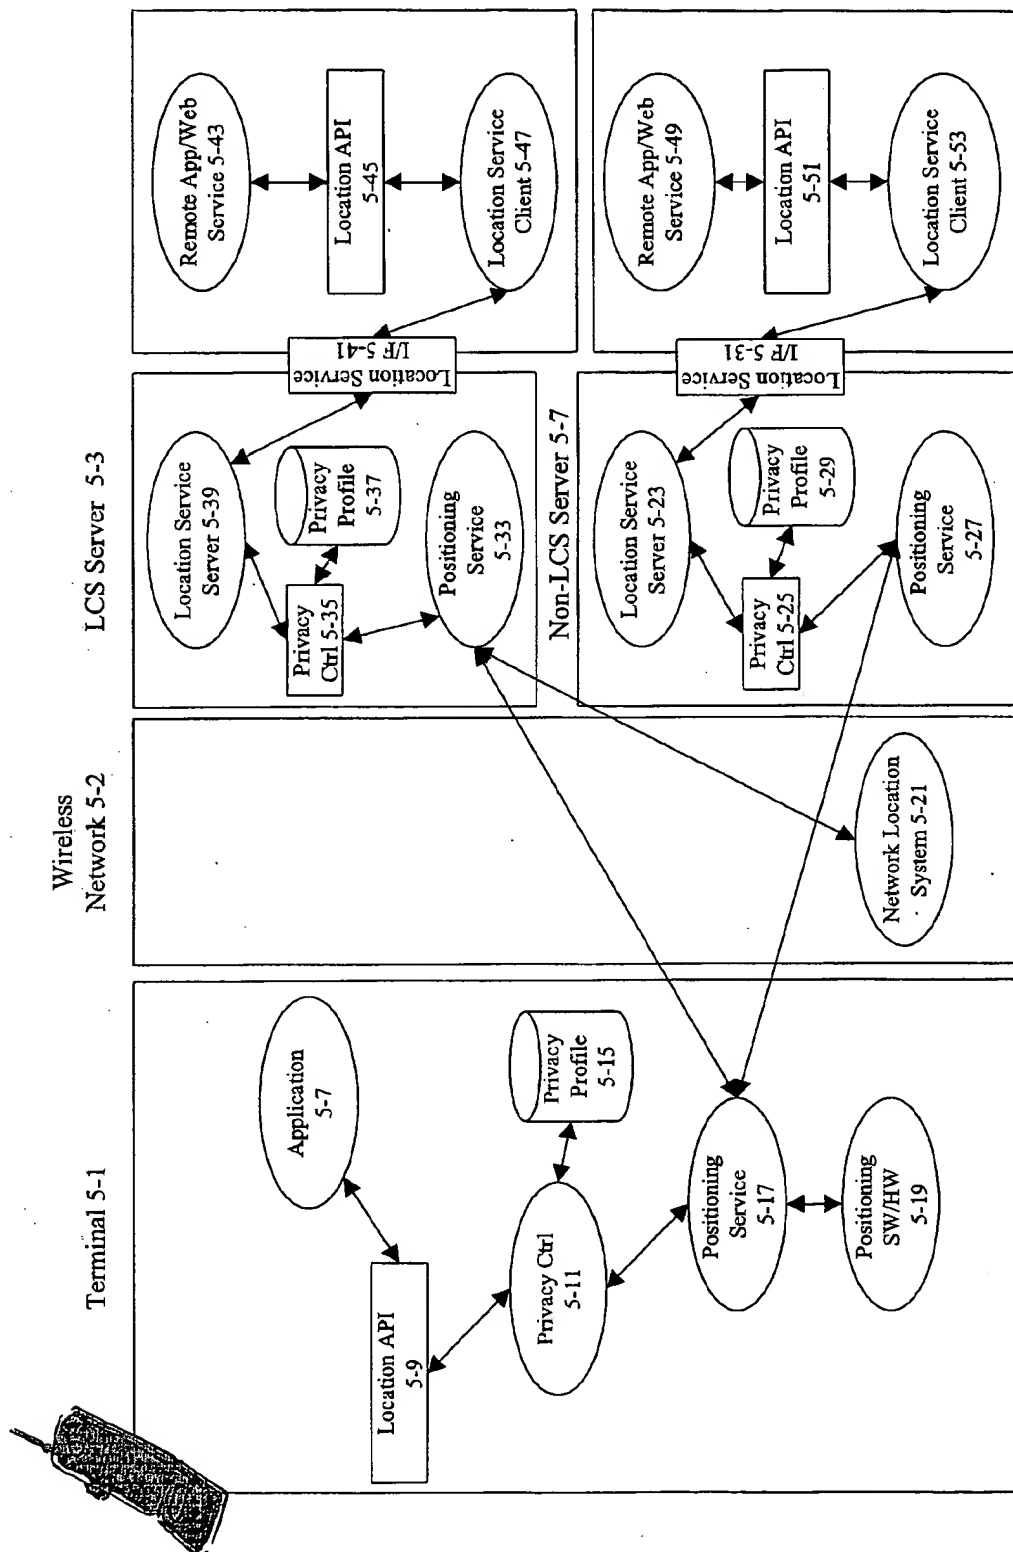 Terminal 5-1
Application
5-7
Location API
5-9
Privacy Ctrl
5-11
Privacy
Profile
5-15
Positioning
Service
5-17
Positioning
SW/HW
5-19
Wireless
Network 5-2
Network Location
System 5-21
LCS Server 5-3
Location Service
Server 5-39
Privacy
Ctrl 5-35
Privacy
Profile
5-37
Positioning
Service
5-33
Non-LCS Server 5-7
Location Service
Server 5-23
Privacy
Ctrl 5-25
Privacy
Profile
5-29
Positioning
Service
5-27
Location Service
I/F 5-41
Location Service
I/F 5-31
Remote App/Web
Service 5-43
Location API
5-45
Location Service
Client 5-47
Remote App/Web
Service 5-49
Location API
5-51
Location Service
Client 5-53